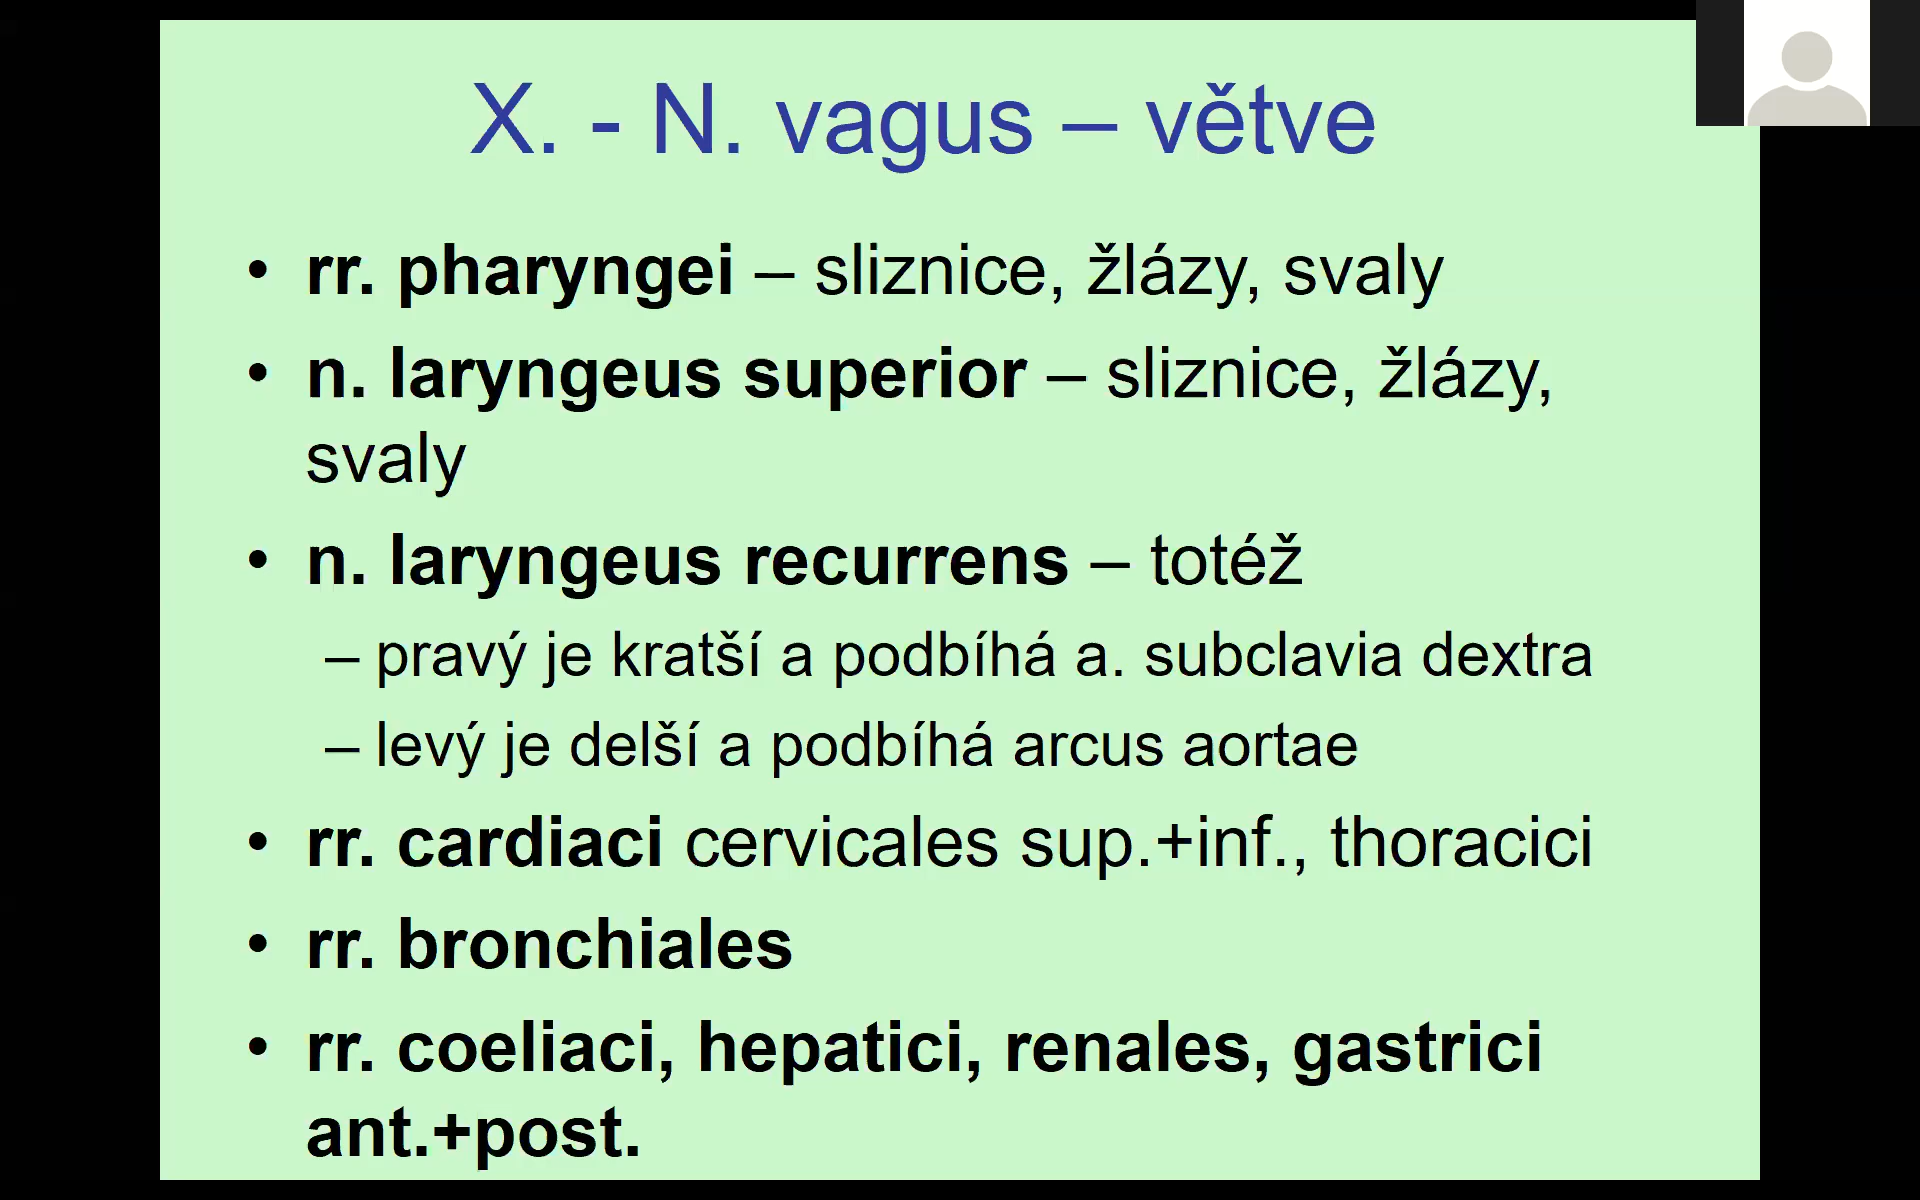 X. - N. vagus – větve
• rr. pharyngei – sliznice, žlázy, svaly
• n. laryngeus superior – sliznice, žlázy,
svaly
• n. laryngeus recurrens – totéž
– pravý je kratší a podbíhá a. subclavia dextra
– levý je delší a podbíhá arcus aortae
• rr. cardiaci cervicales sup.+inf., thoracici
• rr. bronchiales
• rr. coeliaci, hepatici, renales, gastrici
ant.+post.